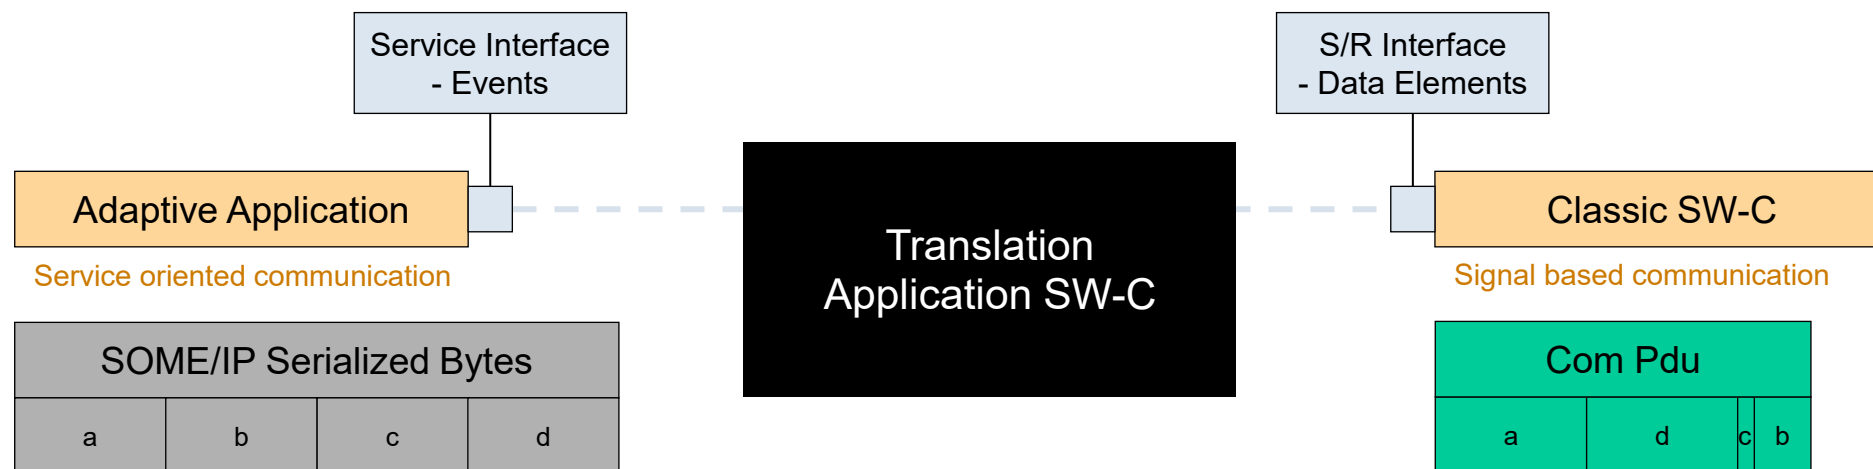 Service Interface
- Events
S/R Interface
- Data Elements
Adaptive Application
Translation
Application SW-C
Classic SW-C
Service oriented communication
Signal based communication
SOME/IP Serialized Bytes
a b c d
Com Pdu
a d c b